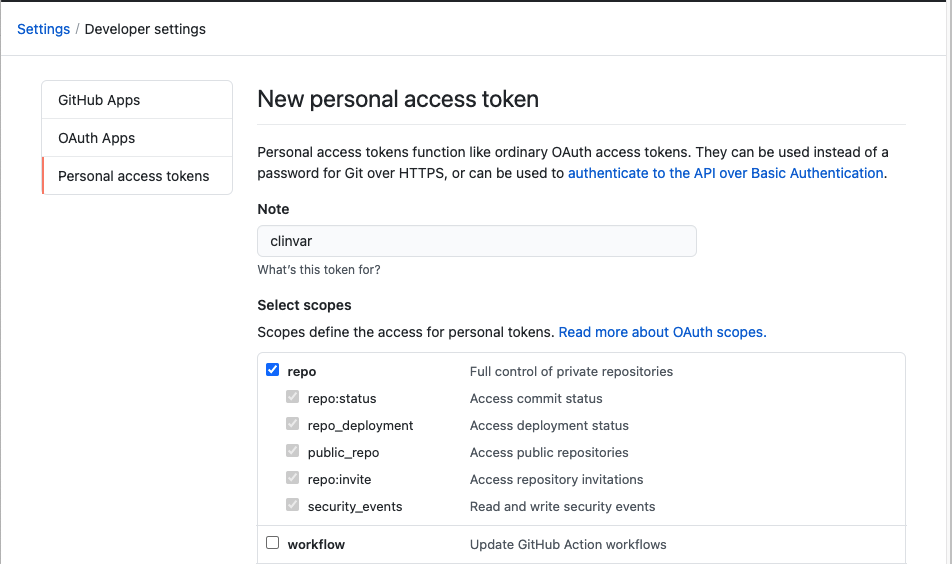 Settings / Developer settings
GitHub Apps
OAuth Apps
Personal access tokens
New personal access token
Personal access tokens function like ordinary OAuth access tokens. They can be used instead of a
password for Git over HTTPS, or can be used to authenticate to the API over Basic Authentication.
Note
clinvar
What's this token for?
Select scopes
Scopes define the access for personal tokens. Read more about OAuth scopes.
repo Full control of private repositories
repo:status Access commit status
repo_deployment Access deployment status
public_repo Access public repositories
repo:invite Access repository invitations
security_events Read and write security events
workflow Update GitHub Action workflows